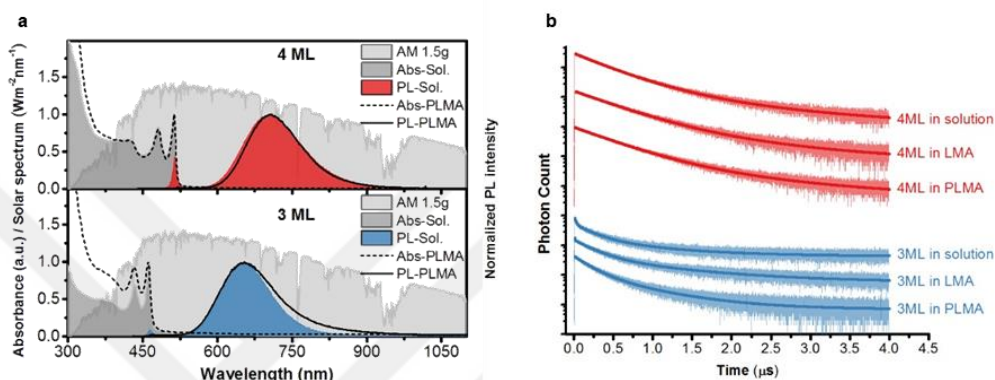 a
Absorbance (a.u.) / Solar spectrum (Wm⁻²nm⁻¹)
4 ML
AM 1.5g
Abs-Sol.
PL-Sol.
Abs-PLMA
PL-PLMA
1.5
1.0
0.5
0.0
3 ML
AM 1.5g
Abs-Sol.
PL-Sol.
Abs-PLMA
PL-PLMA
1.5
1.0
0.5
0.0
300 450 600 750 900 1050
Wavelength (nm)
Normalized PL intensity
b
Photon Count
4ML in solution
4ML in LMA
4ML in PLMA
3ML in solution
3ML in LMA
3ML in PLMA
0.0 0.5 1.0 1.5 2.0 2.5 3.0 3.5 4.0 4.5
Time (μs)